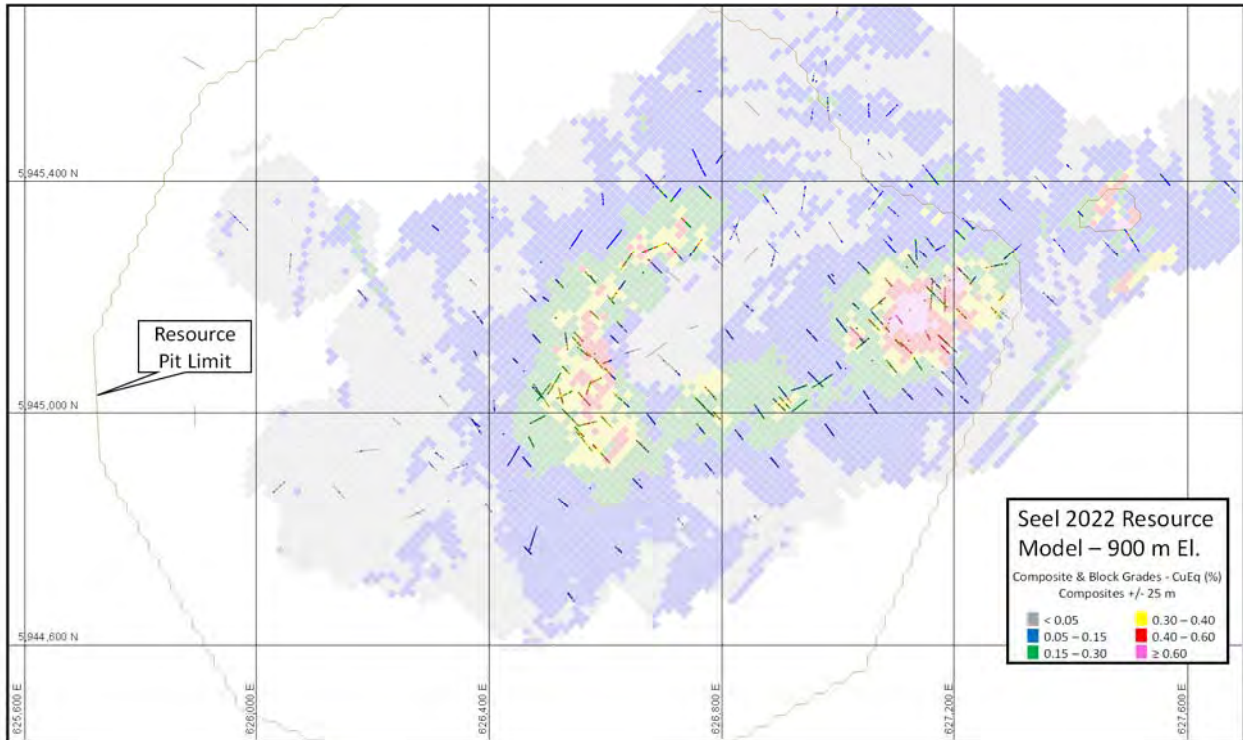 5,945,400 N
Resource
Pit Limit
5,945,000 N
5,944,600 N
Seel 2022 Resource
Model – 900 m El.
Composite & Block Grades - CuEq (%)
Composites +/- 25 m
< 0.05
0.30 – 0.40
0.05 – 0.15
0.40 – 0.60
0.15 – 0.30
≥ 0.60
625,600 E
626,000 E
626,400 E
626,800 E
627,200 E
627,600 E